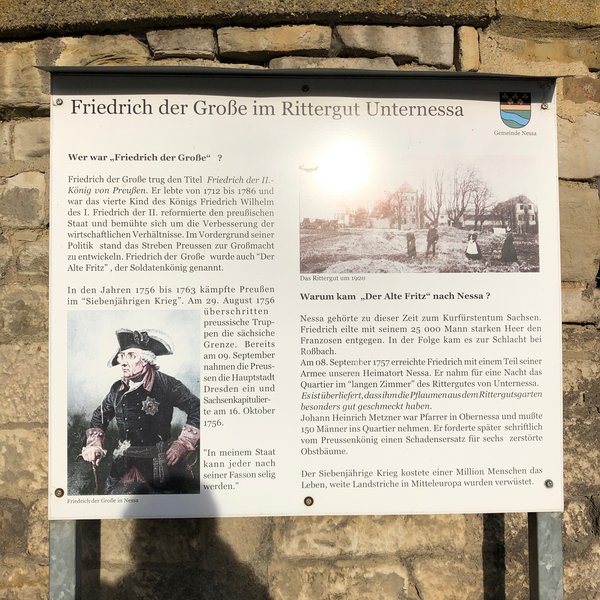 Friedrich der Große im Rittergut Unternessa
Gemeinde Nessa
Wer war „Friedrich der Große“ ?
Friedrich der Große trug den Titel Friedrich der II.-
König von Preußen. Er lebte von 1712 bis 1786 und
war das vierte Kind des Königs Friedrich Wilhelm
des I. Friedrich der II. reformierte den preußischen
Staat und bemühte sich um die Verbesserung der
wirtschaftlichen Verhältnisse. Im Vordergrund seiner
Politik stand das Streben Preussen zur Großmacht
zu entwickeln. Friedrich der Große wurde auch "Der
Alte Fritz" , der Soldatenkönig genannt.
In den Jahren 1756 bis 1763 kämpfte Preußen
im "Siebenjährigen Krieg". Am 29. August 1756
überschritten
preussische Trup-
pen die sächsische
Grenze. Bereits
am 09. September
nahmen die Preus-
sen die Hauptstadt
Dresden ein und
Sachsenkapitulier-
te am 16. Oktober
1756.
"In meinem Staat
kann jeder nach
seiner Fasson selig
werden."
Friedrich der Große in Nessa
Das Rittergut um 1920
Warum kam „Der Alte Fritz“ nach Nessa ?
Nessa gehörte zu dieser Zeit zum Kurfürstentum Sachsen.
Friedrich eilte mit seinem 25 000 Mann starken Heer den
Franzosen entgegen. In der Folge kam es zur Schlacht bei
Roßbach.
Am 08. September 1757 erreichte Friedrich mit einem Teil seiner
Armee unseren Heimatort Nessa. Er nahm für eine Nacht das
Quartier im "langen Zimmer" des Rittergutes von Unternessa.
Es ist überliefert, dass ihm die Pflaumen aus dem Rittergutsgarten
besonders gut geschmeckt haben.
Johann Heinrich Metzner war Pfarrer in Obernessa und mußte
150 Männer ins Quartier nehmen. Er forderte später schriftlich
vom Preussenkönig einen Schadensersatz für sechs zerstörte
Obstbäume.
Der Siebenjährige Krieg kostete einer Million Menschen das
Leben, weite Landstriche in Mitteleuropa wurden verwüstet.